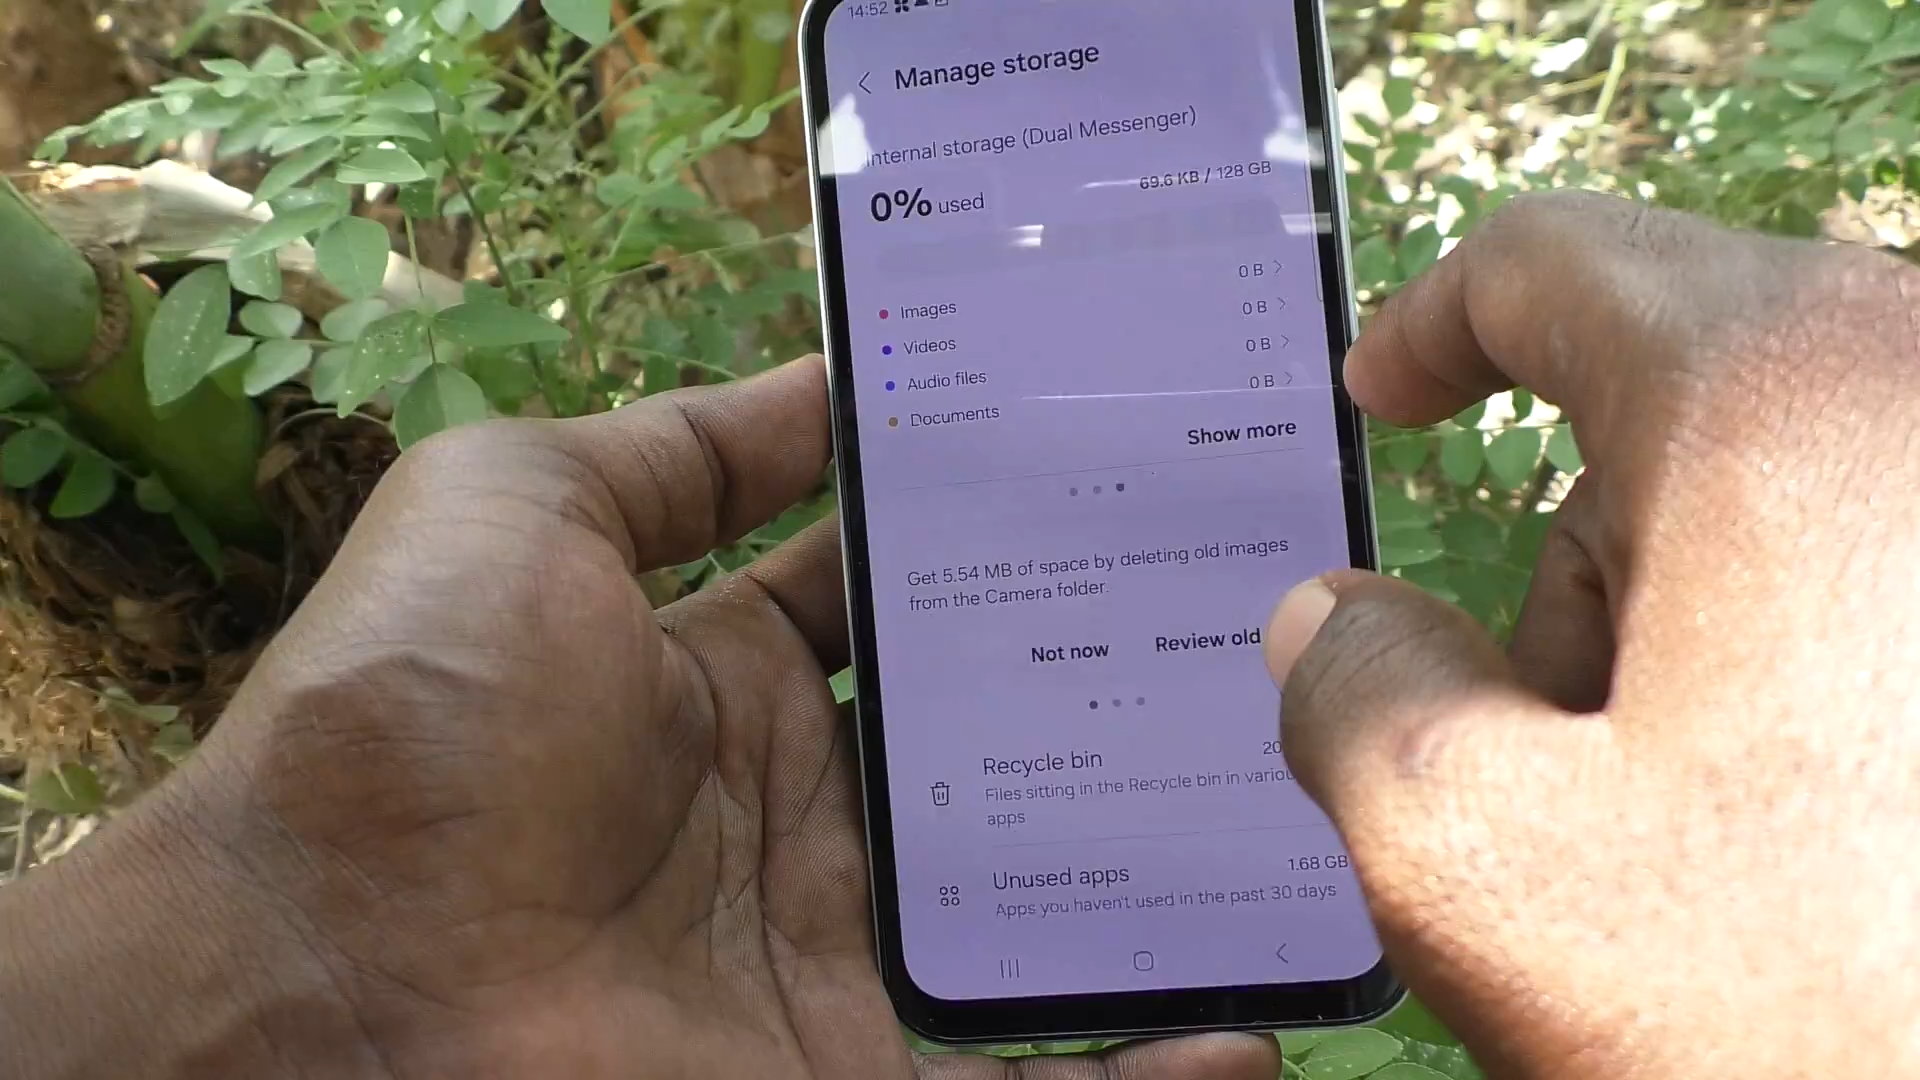 14:52
Manage storage
Internal storage (Dual Messenger)
0% used
69.6 KB / 128 GB
Images 0 B
Videos 0 B
Audio files 0 B
Documents 0 B
Show more
Get 5.54 MB of space by deleting old images
from the Camera folder.
Not now Review old
Recycle bin 20
Files sitting in the Recycle bin in
apps
Unused apps 1.68 GB
Apps you haven't used in the past 30 days